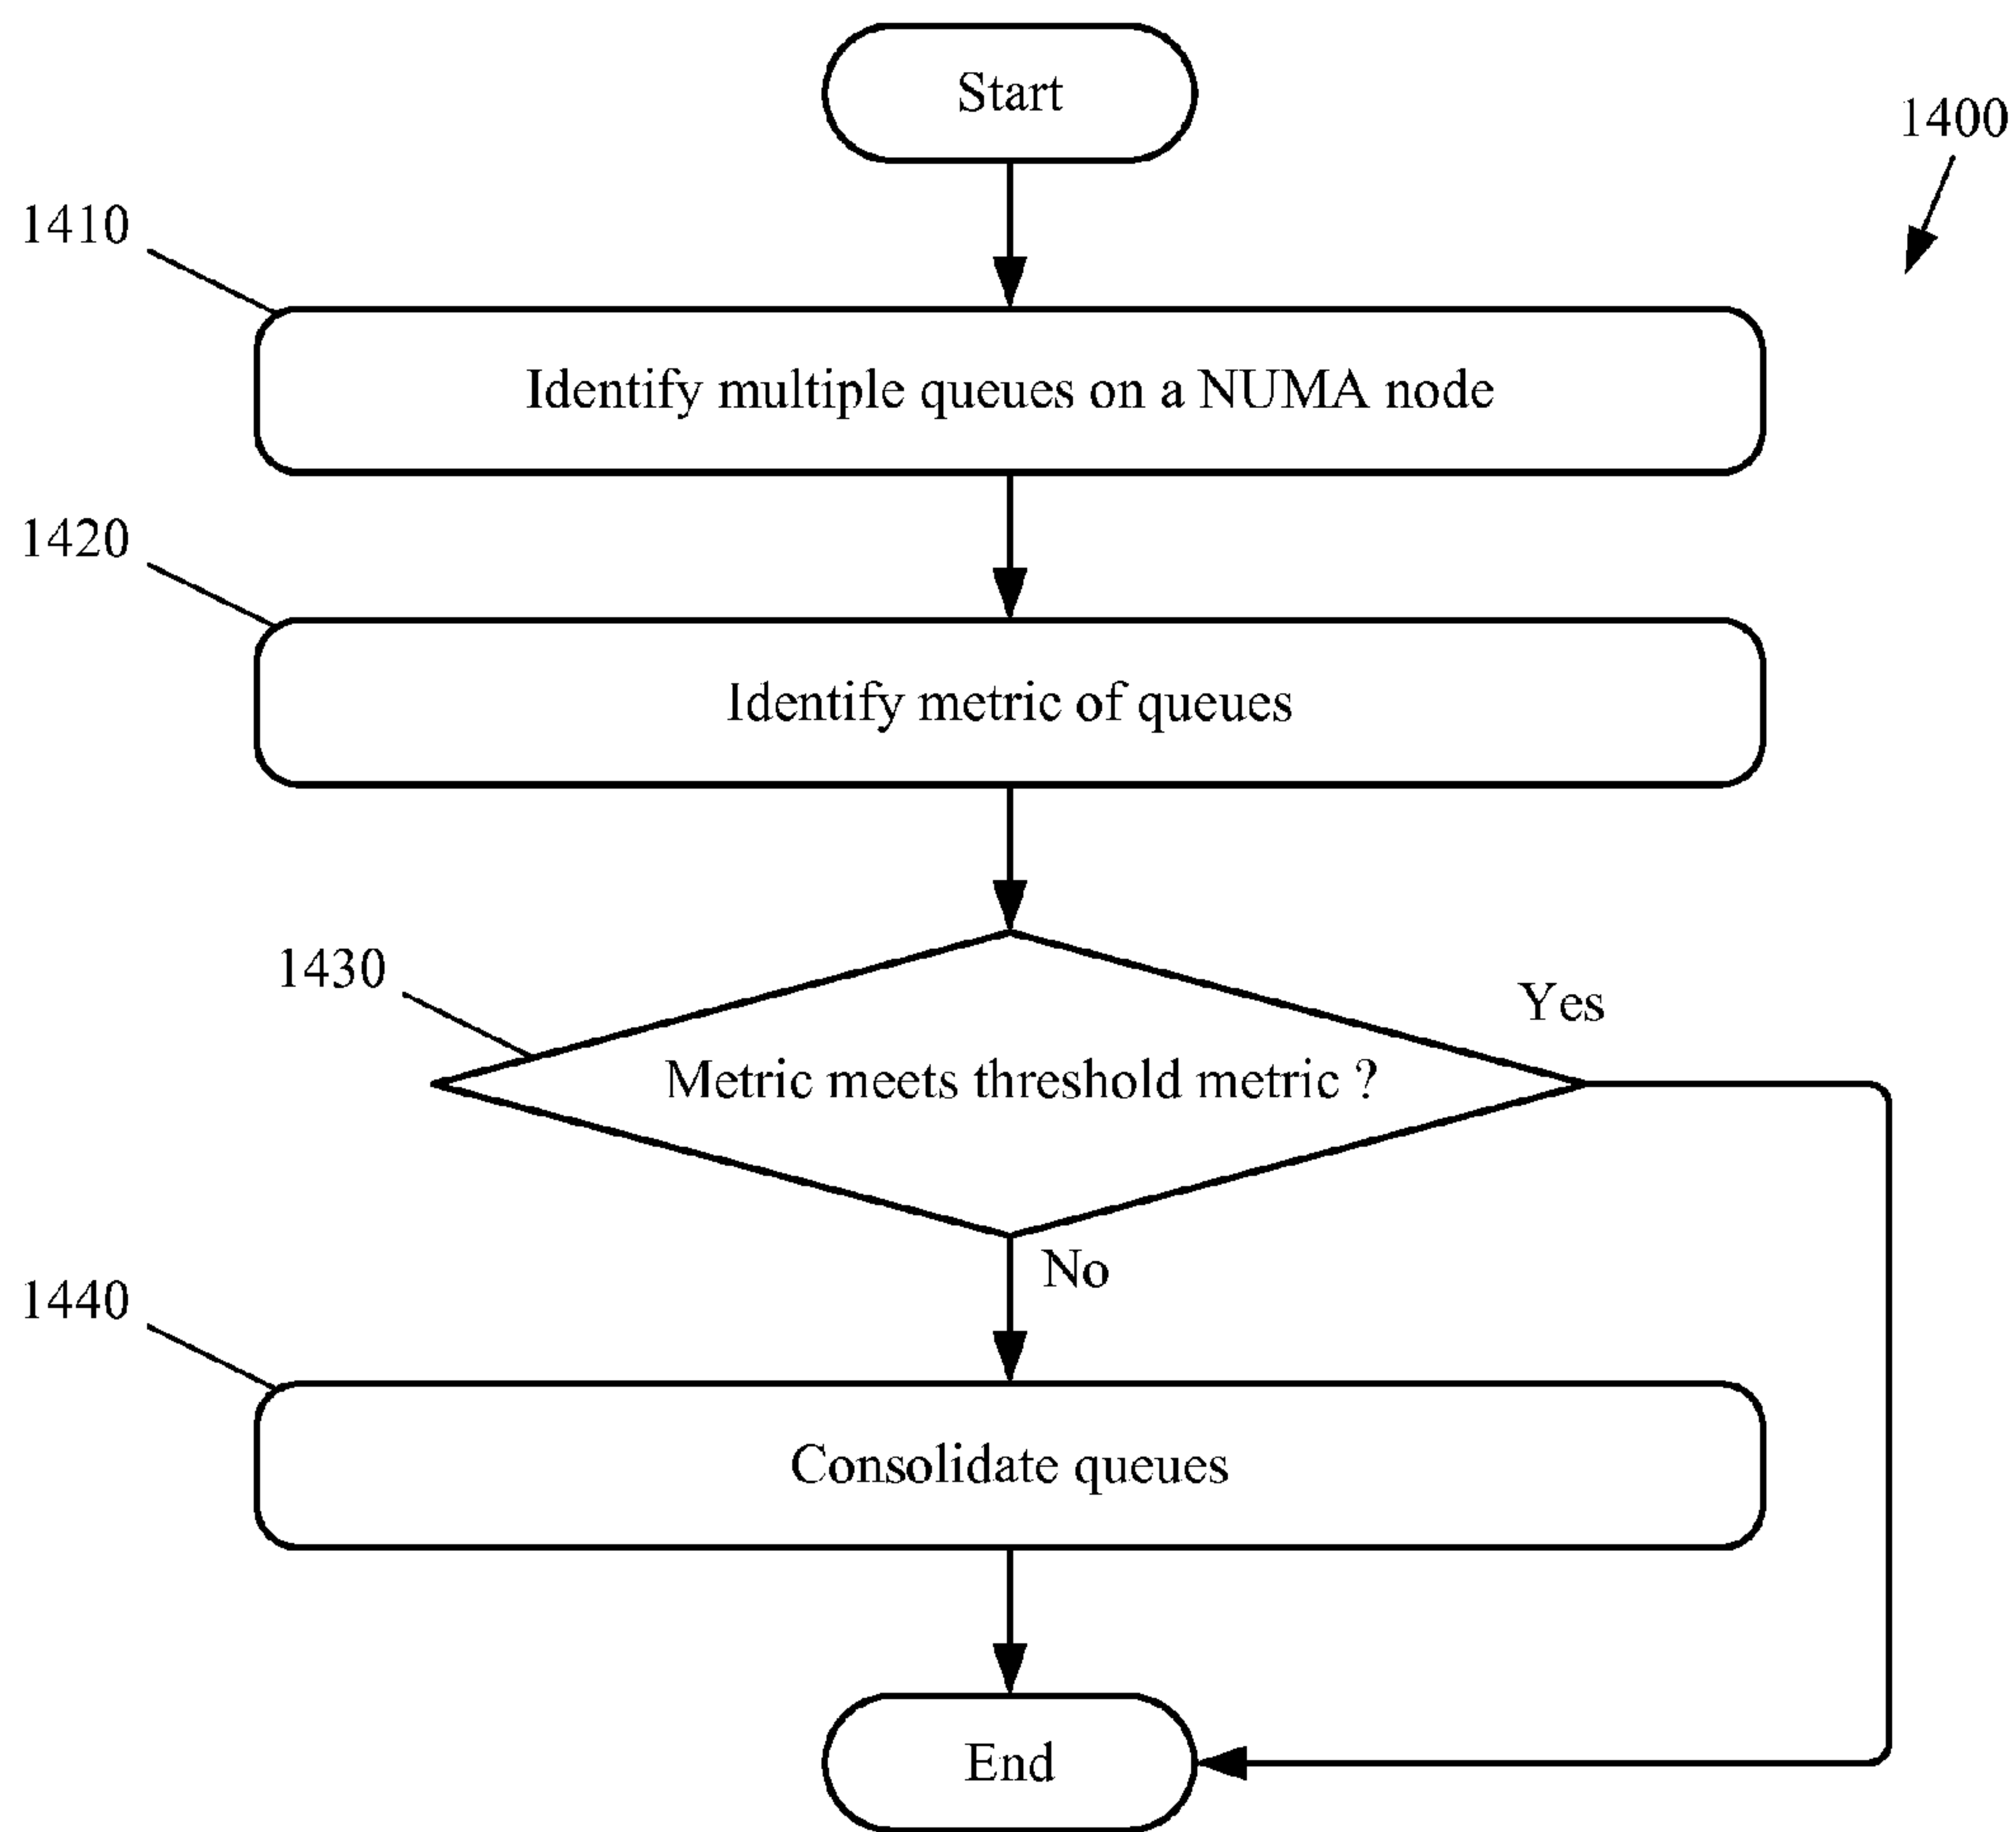 Start
1400
1410
Identify multiple queues on a NUMA node
1420
Identify metric of queues
1430
Yes
Metric meets threshold metric ?
No
1440
Consolidate queues
End